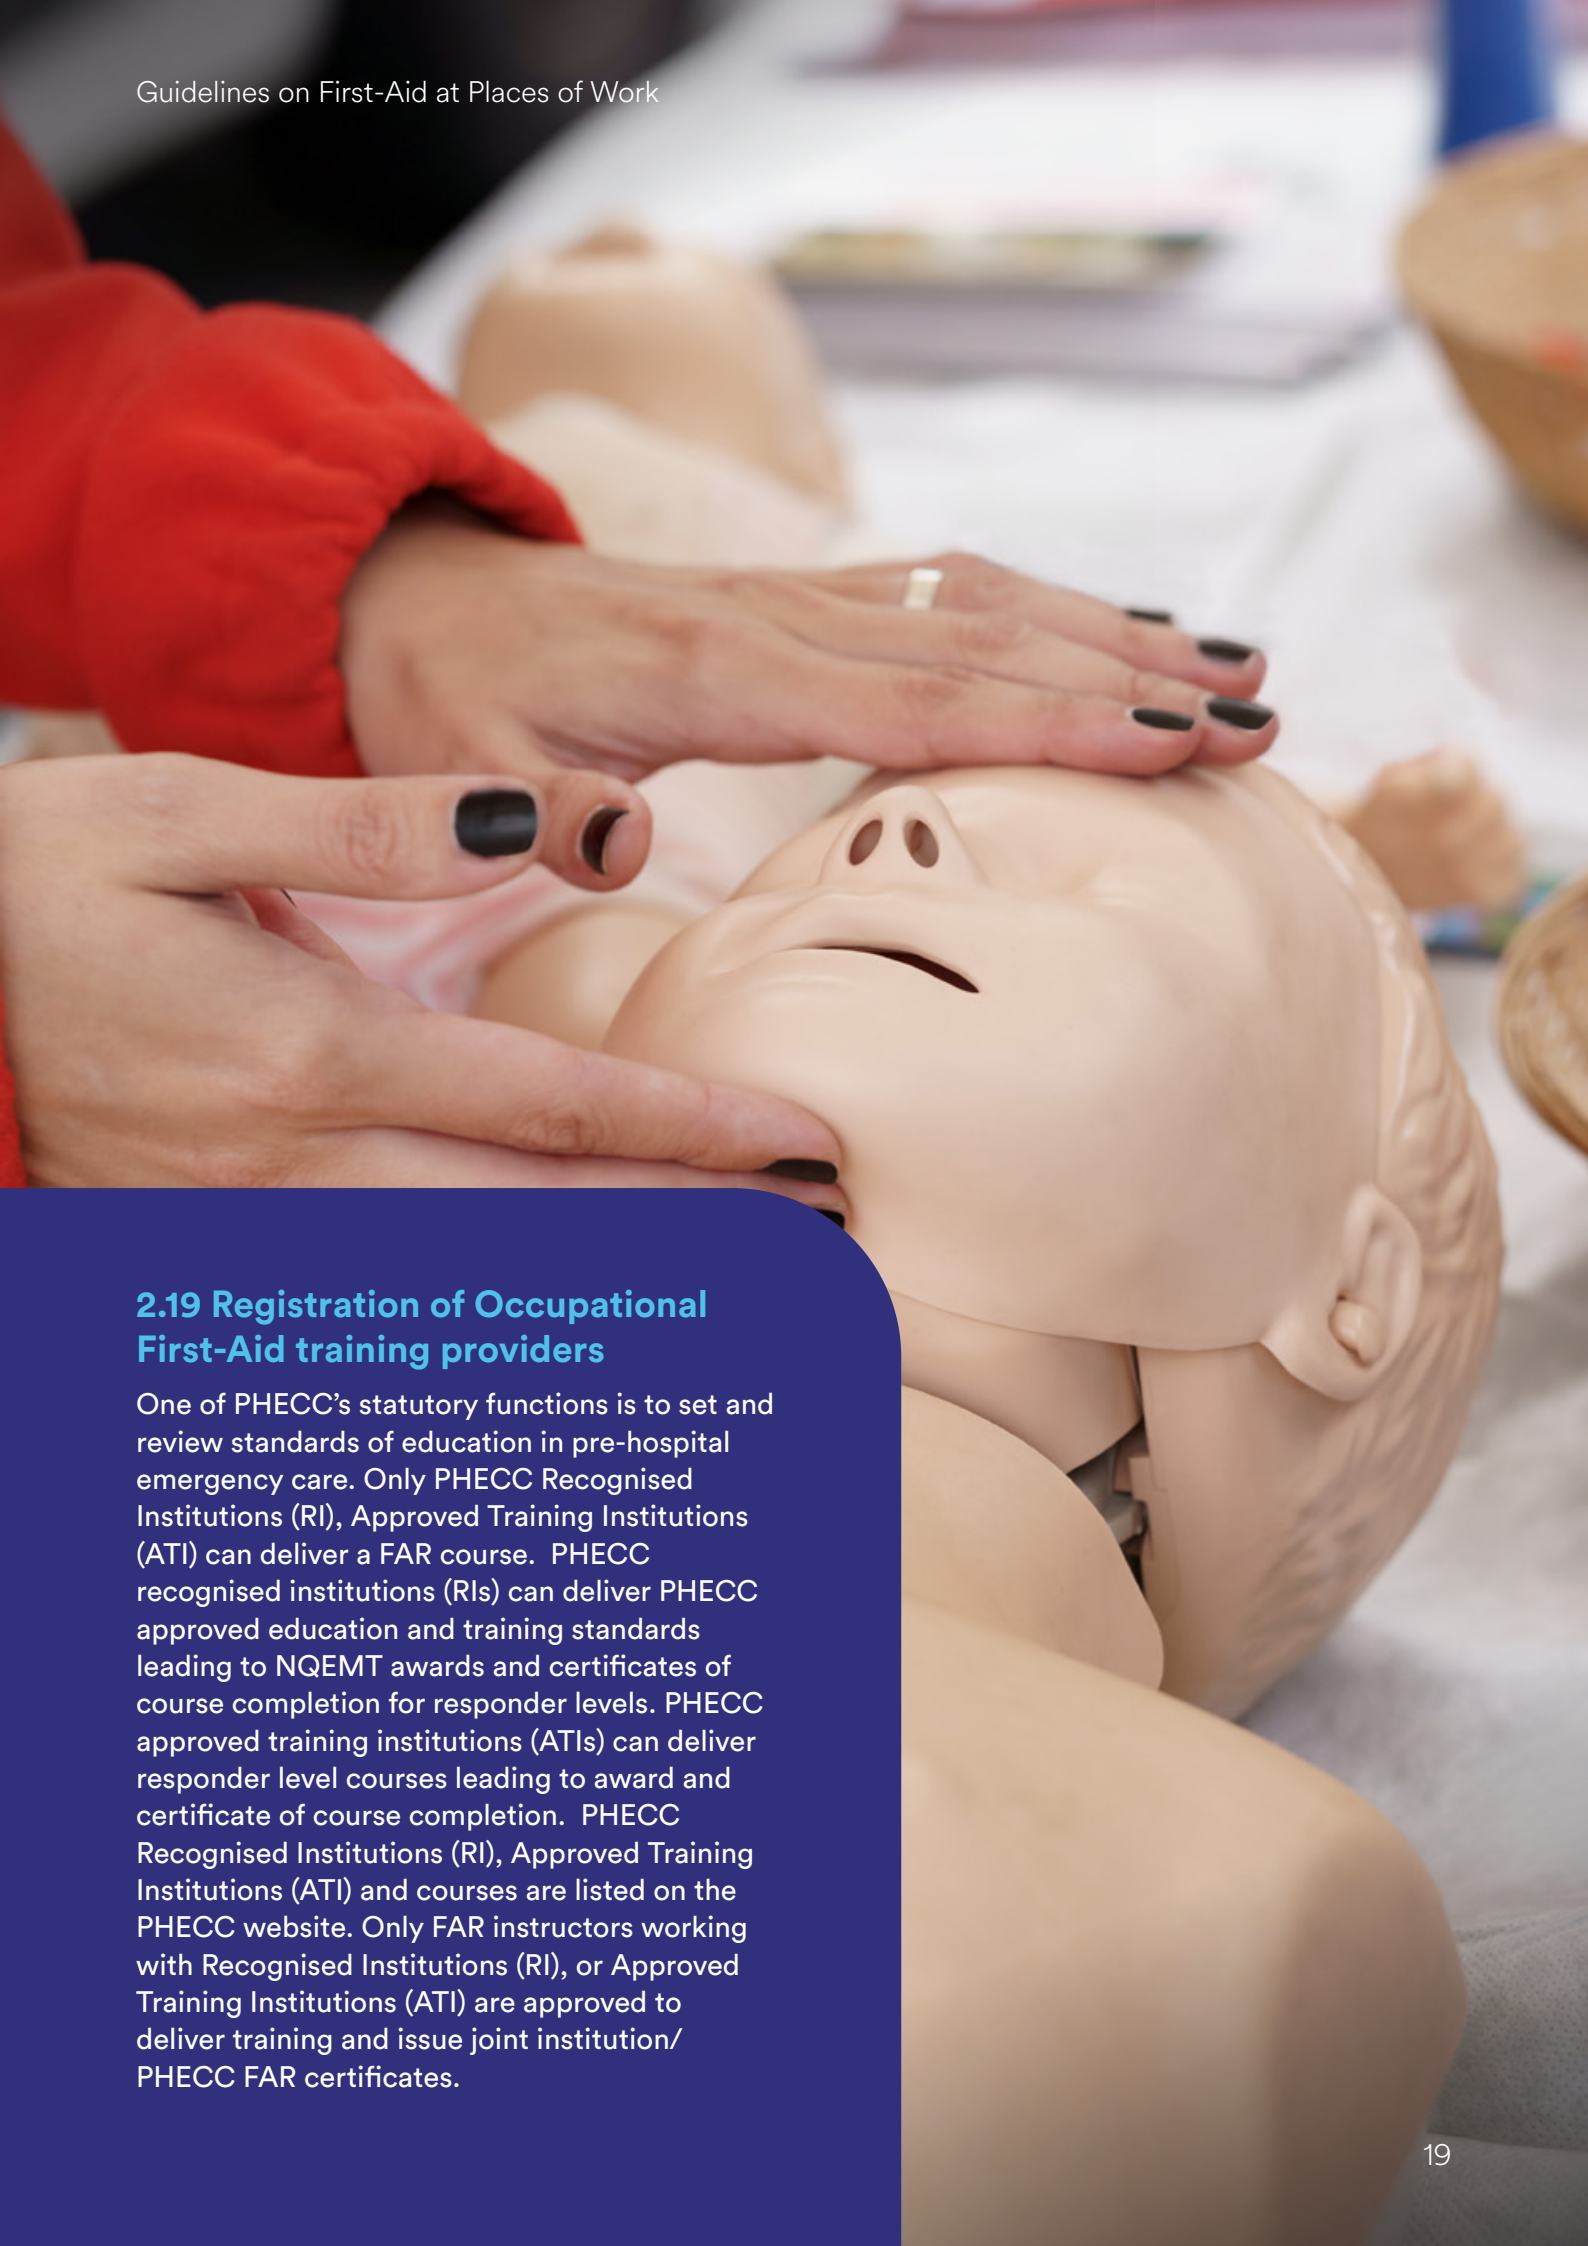 Guidelines on First-Aid at Places of Work
2.19 Registration of Occupational
First-Aid training providers
One of PHECC’s statutory functions is to set and
review standards of education in pre-hospital
emergency care. Only PHECC Recognised
Institutions (RI), Approved Training Institutions
(ATI) can deliver a FAR course.  PHECC
recognised institutions (RIs) can deliver PHECC
approved education and training standards
leading to NQEMT awards and certificates of
course completion for responder levels. PHECC
approved training institutions (ATIs) can deliver
responder level courses leading to award and
certificate of course completion.  PHECC
Recognised Institutions (RI), Approved Training
Institutions (ATI) and courses are listed on the
PHECC website. Only FAR instructors working
with Recognised Institutions (RI), or Approved
Training Institutions (ATI) are approved to
deliver training and issue joint institution/
PHECC FAR certificates.
19